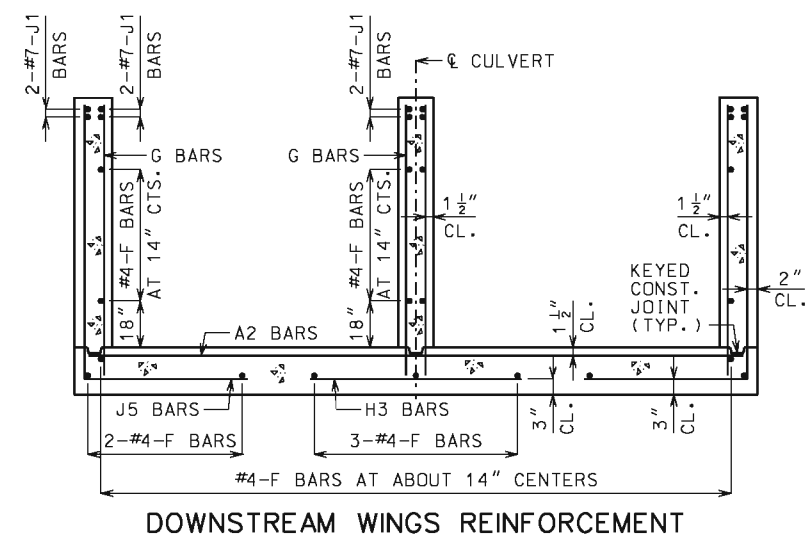 2-#7-J1
BARS
2-#7-J1
BARS
2-#7-J1
BARS
℄ CULVERT
G BARS
G BARS
#4-F BARS
AT 14" CTS.
#4-F BARS
AT 14" CTS.
1 1/2"
CL.
1 1/2"
CL.
KEYED
CONST.
JOINT
(TYP.)
2"
CL.
18"
18"
A2 BARS
1 1/2"
CL.
J5 BARS
H3 BARS
3"
CL.
3"
CL.
2-#4-F BARS
3-#4-F BARS
#4-F BARS AT ABOUT 14" CENTERS
DOWNSTREAM WINGS REINFORCEMENT